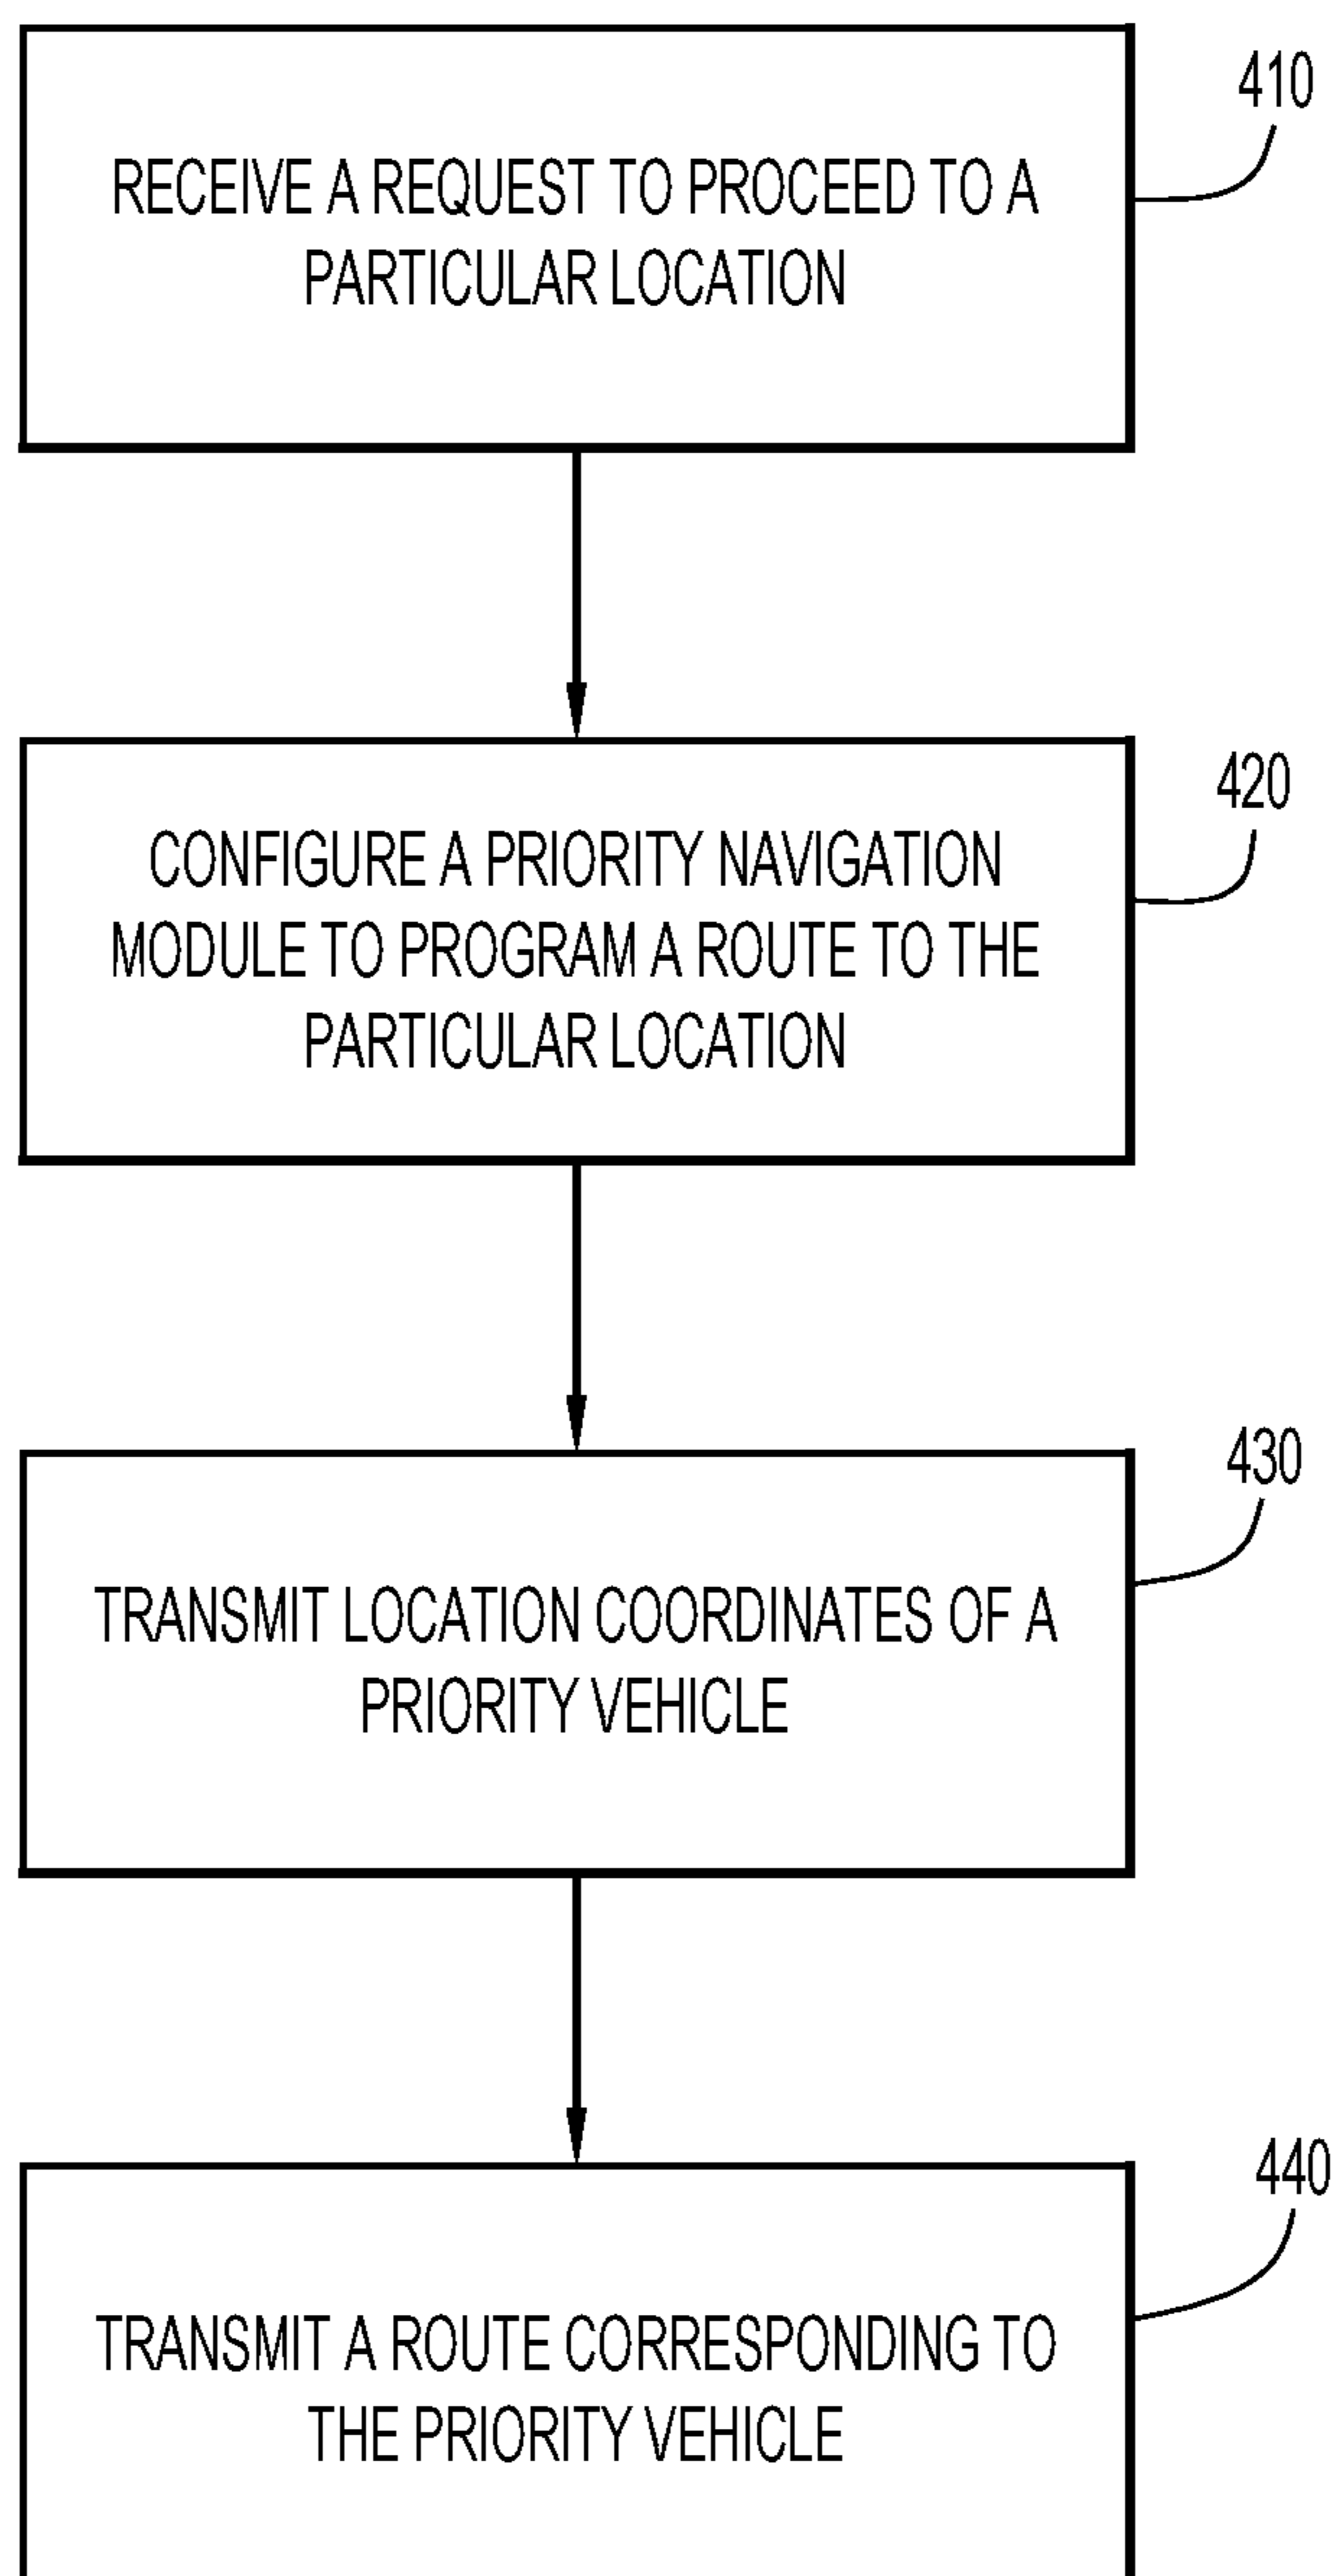 410
RECEIVE A REQUEST TO PROCEED TO A
PARTICULAR LOCATION
420
CONFIGURE A PRIORITY NAVIGATION
MODULE TO PROGRAM A ROUTE TO THE
PARTICULAR LOCATION
430
TRANSMIT LOCATION COORDINATES OF A
PRIORITY VEHICLE
440
TRANSMIT A ROUTE CORRESPONDING TO
THE PRIORITY VEHICLE